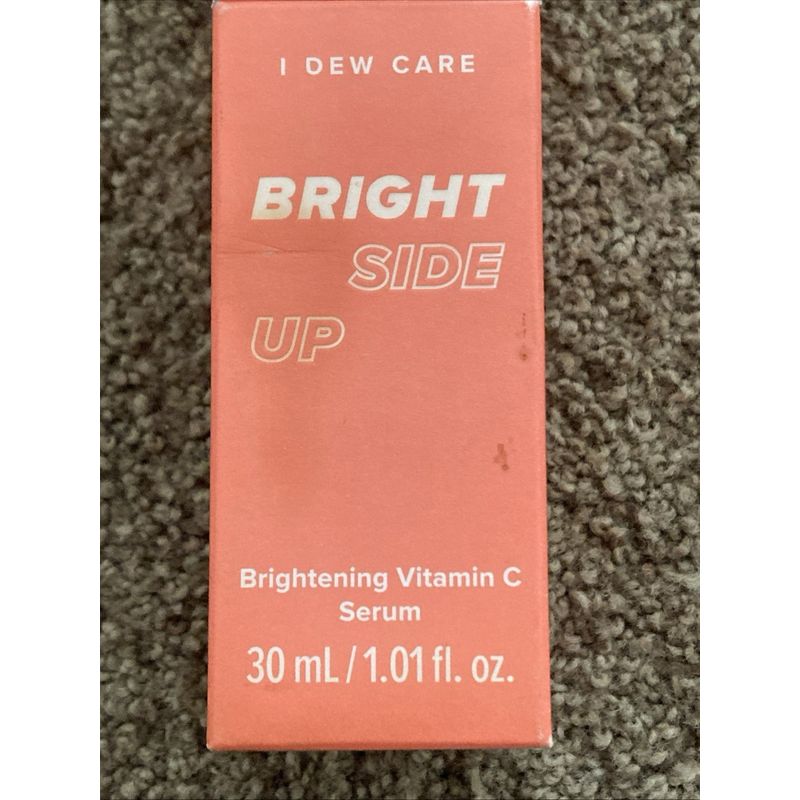 I DEW CARE
BRIGHT
SIDE
UP
Brightening Vitamin C
Serum
30 mL / 1.01 fl. oz.